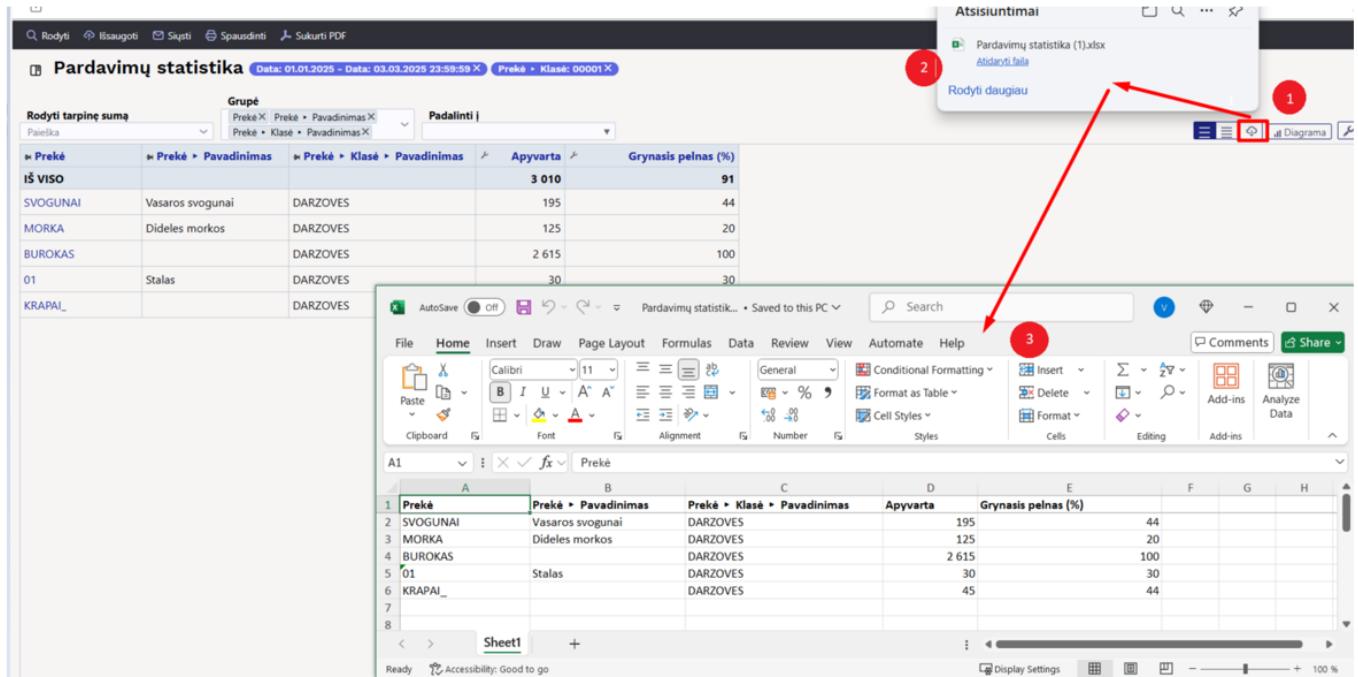 Rodyti Išsaugoti Siųsti Spausdinti Sukurti PDF
Atsisiuntimai
Pardavimų statistika (1).xlsx
Atidaryti failą
Rodyti daugiau
2
1
Pardavimų statistika Data: 01.01.2025 - Data: 03.03.2025 23:59:59 X Prekė ‣ Klasė: 00001 X
Grupė
Rodyti tarpinę sumą Prekė X Prekė ‣ Pavadinimas X Padalinti į
Paieška Prekė ‣ Klasė ‣ Pavadinimas X
Diagrama
Prekė Prekė ‣ Pavadinimas Prekė ‣ Klasė ‣ Pavadinimas Apyvarta Grynasis pelnas (%)
IŠ VISO 3 010 91
SVOGUNAI Vasaros svogunai DARZOVES 195 44
MORKA Dideles morkos DARZOVES 125 20
BUROKAS DARZOVES 2 615 100
01 Stalas DARZOVES 30 30
KRAPAI_ DARZOVES
AutoSave Off Pardavimų statistik... • Saved to this PC Search V
3
File Home Insert Draw Page Layout Formulas Data Review View Automate Help Comments Share
Paste Calibri 11 General Conditional Formatting Insert
B I U A A % Format as Table Delete Add-ins Analyze Data
Cell Styles Format
Clipboard Font Alignment Number Styles Cells Editing Add-ins
A1 fx Prekė
A B C D E F G H
1 Prekė Prekė ‣ Pavadinimas Prekė ‣ Klasė ‣ Pavadinimas Apyvarta Grynasis pelnas (%)
2 SVOGUNAI Vasaros svogunai DARZOVES 195 44
3 MORKA Dideles morkos DARZOVES 125 20
4 BUROKAS DARZOVES 2 615 100
5 01 Stalas DARZOVES 30 30
6 KRAPAI_ DARZOVES 45 44
7
8
Sheet1
Ready Accessibility: Good to go Display Settings 100 %